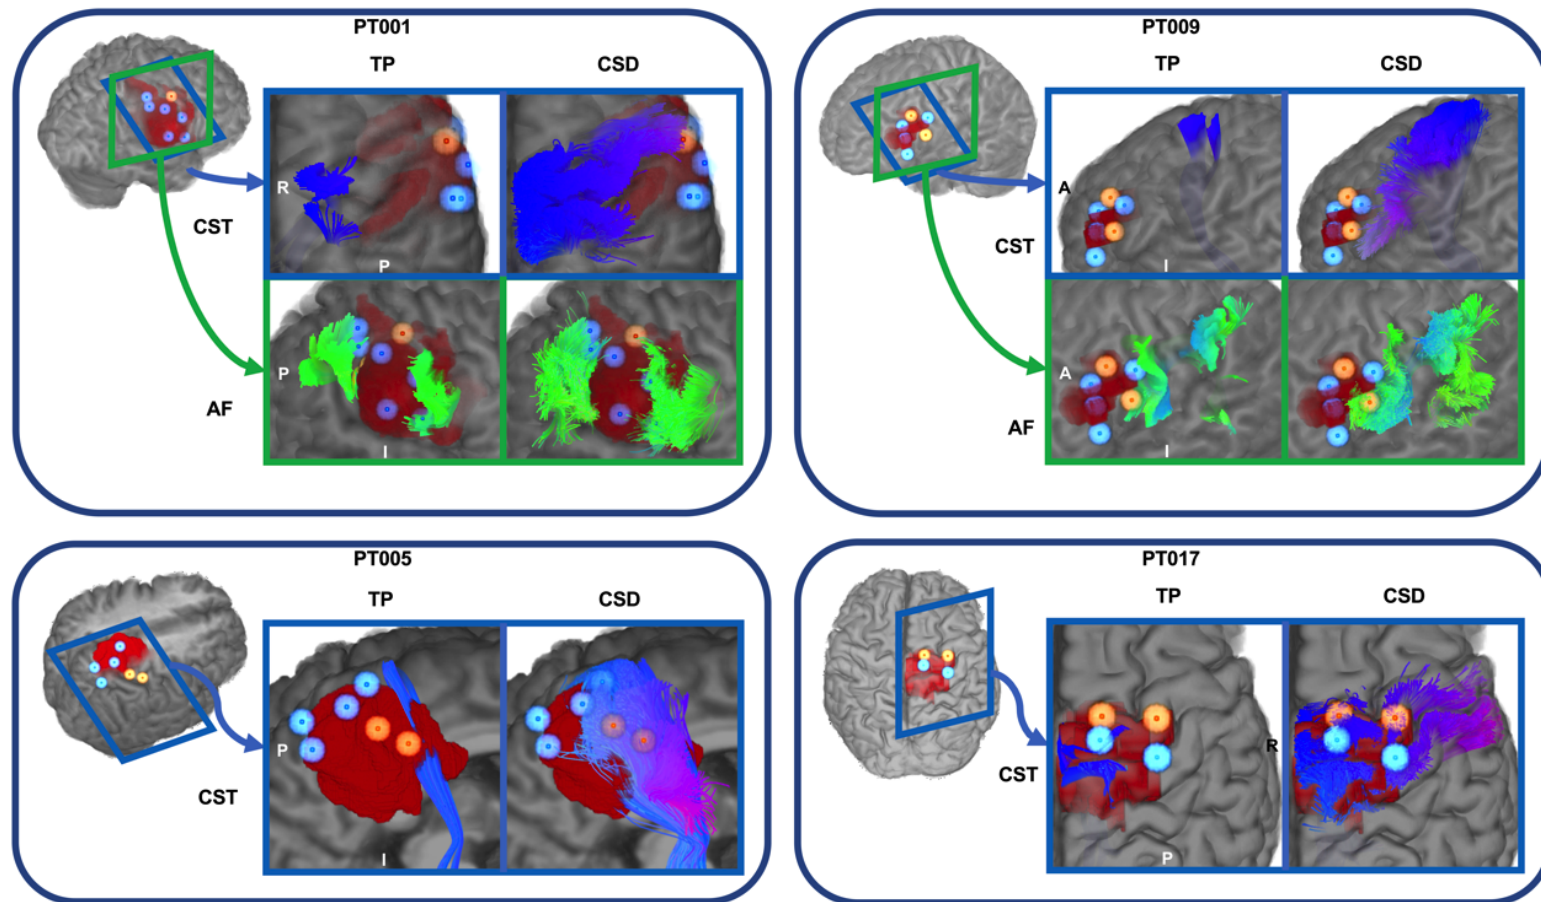 PT001
TP CSD
R
CST
P
P
AF
I
PT009
TP CSD
A
CST
I
A
AF
I
PT005
TP CSD
P
CST
I
PT017
TP CSD
R
CST
P